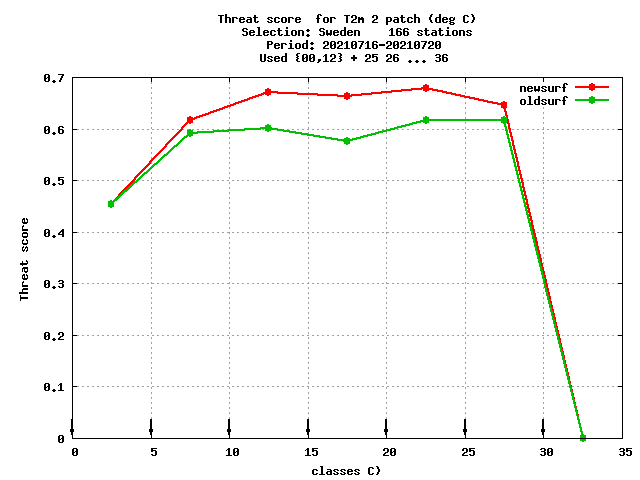 Threat score  for T2m 2 patch (deg C)
Selection: Sweden    166 stations
Period: 20210716-20210720
Used {00,12} + 25 26 ... 36
newsurf
oldsurf
0.7
0.6
0.5
0.4
0.3
0.2
0.1
0
Threat score
0 5 10 15 20 25 30 35
classes C)